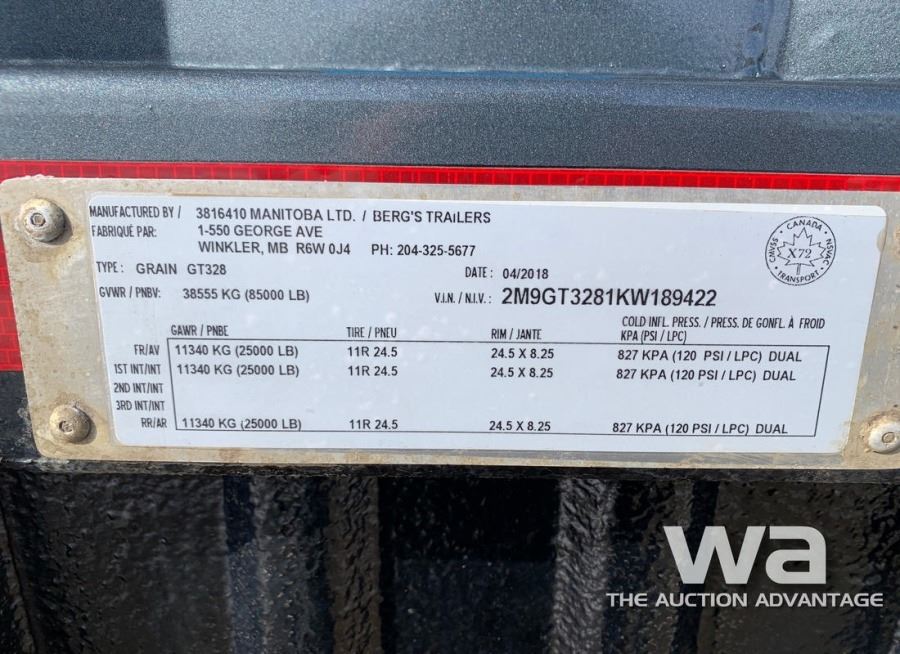 MANUFACTURED BY / 3816410 MANITOBA LTD. / BERG'S TRAILERS
FABRIQUÉ PAR: 1-550 GEORGE AVE
WINKLER, MB R6W 0J4 PH: 204-325-5677
TYPE: GRAIN GT328 DATE: 04/2018
GVWR / PNBV: 38555 KG (85000 LB) V.I.N. / N.I.V.: 2M9GT3281KW189422
CANADA
CMVSS X72 NSVAC
TRANSPORT
GAWR / PNBE TIRE / PNEU RIM / JANTE COLD INFL. PRESS. / PRESS. DE GONFL. À FROID
KPA (PSI / LPC)
FR/AV 11340 KG (25000 LB) 11R 24.5 24.5 X 8.25 827 KPA (120 PSI / LPC) DUAL
1ST INT/INT 11340 KG (25000 LB) 11R 24.5 24.5 X 8.25 827 KPA (120 PSI / LPC) DUAL
2ND INT/INT
3RD INT/INT
RR/AR 11340 KG (25000 LB) 11R 24.5 24.5 X 8.25 827 KPA (120 PSI / LPC) DUAL
wa
THE AUCTION ADVANTAGE